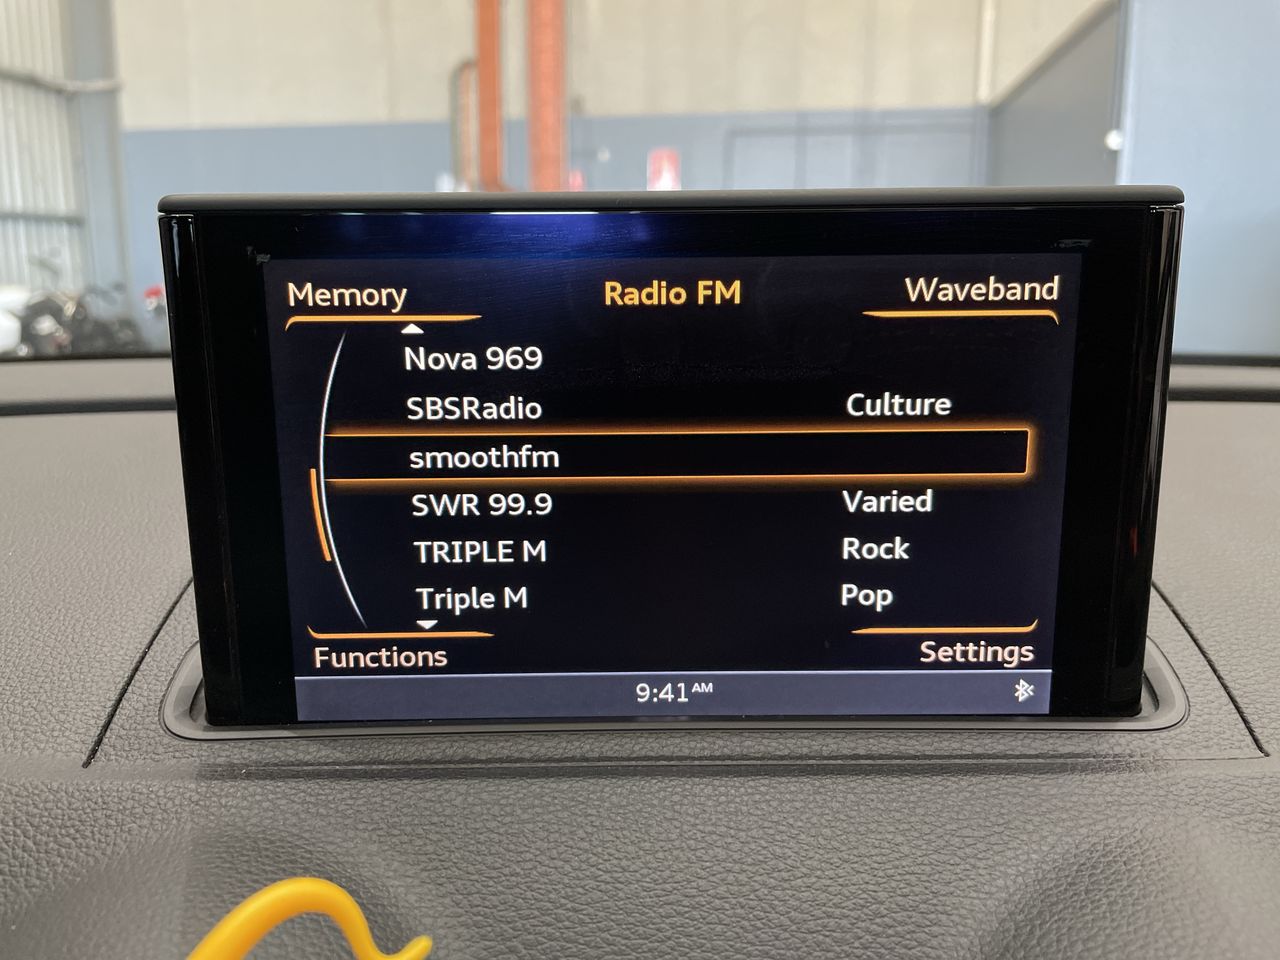 Memory Radio FM Waveband
Nova 969
SBSRadio Culture
smoothfm
SWR 99.9 Varied
TRIPLE M Rock
Triple M Pop
Functions Settings
9:41 AM